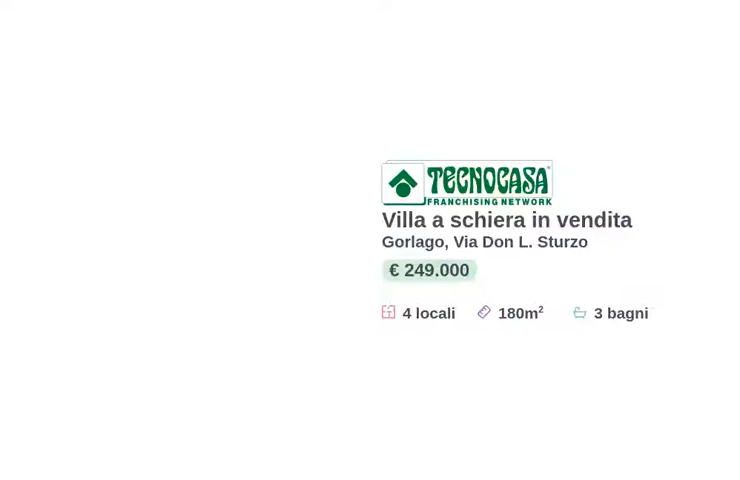 TECNOCASA
FRANCHISING NETWORK
Villa a schiera in vendita
Gorlago, Via Don L. Sturzo
€ 249.000
4 locali 180m² 3 bagni